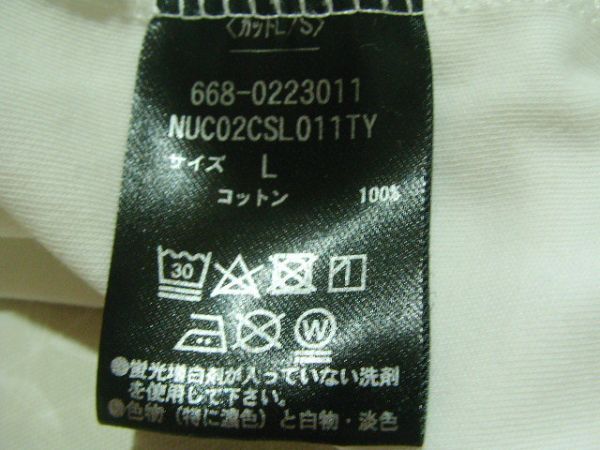 〈カットL/S〉
668-0223011
NUC02CSL011TY
サイズ L
コットン 100%
30
W
●蛍光増白剤が入っていない洗剤
を使用して下さい。
●色物（特に濃色）と白物・淡色